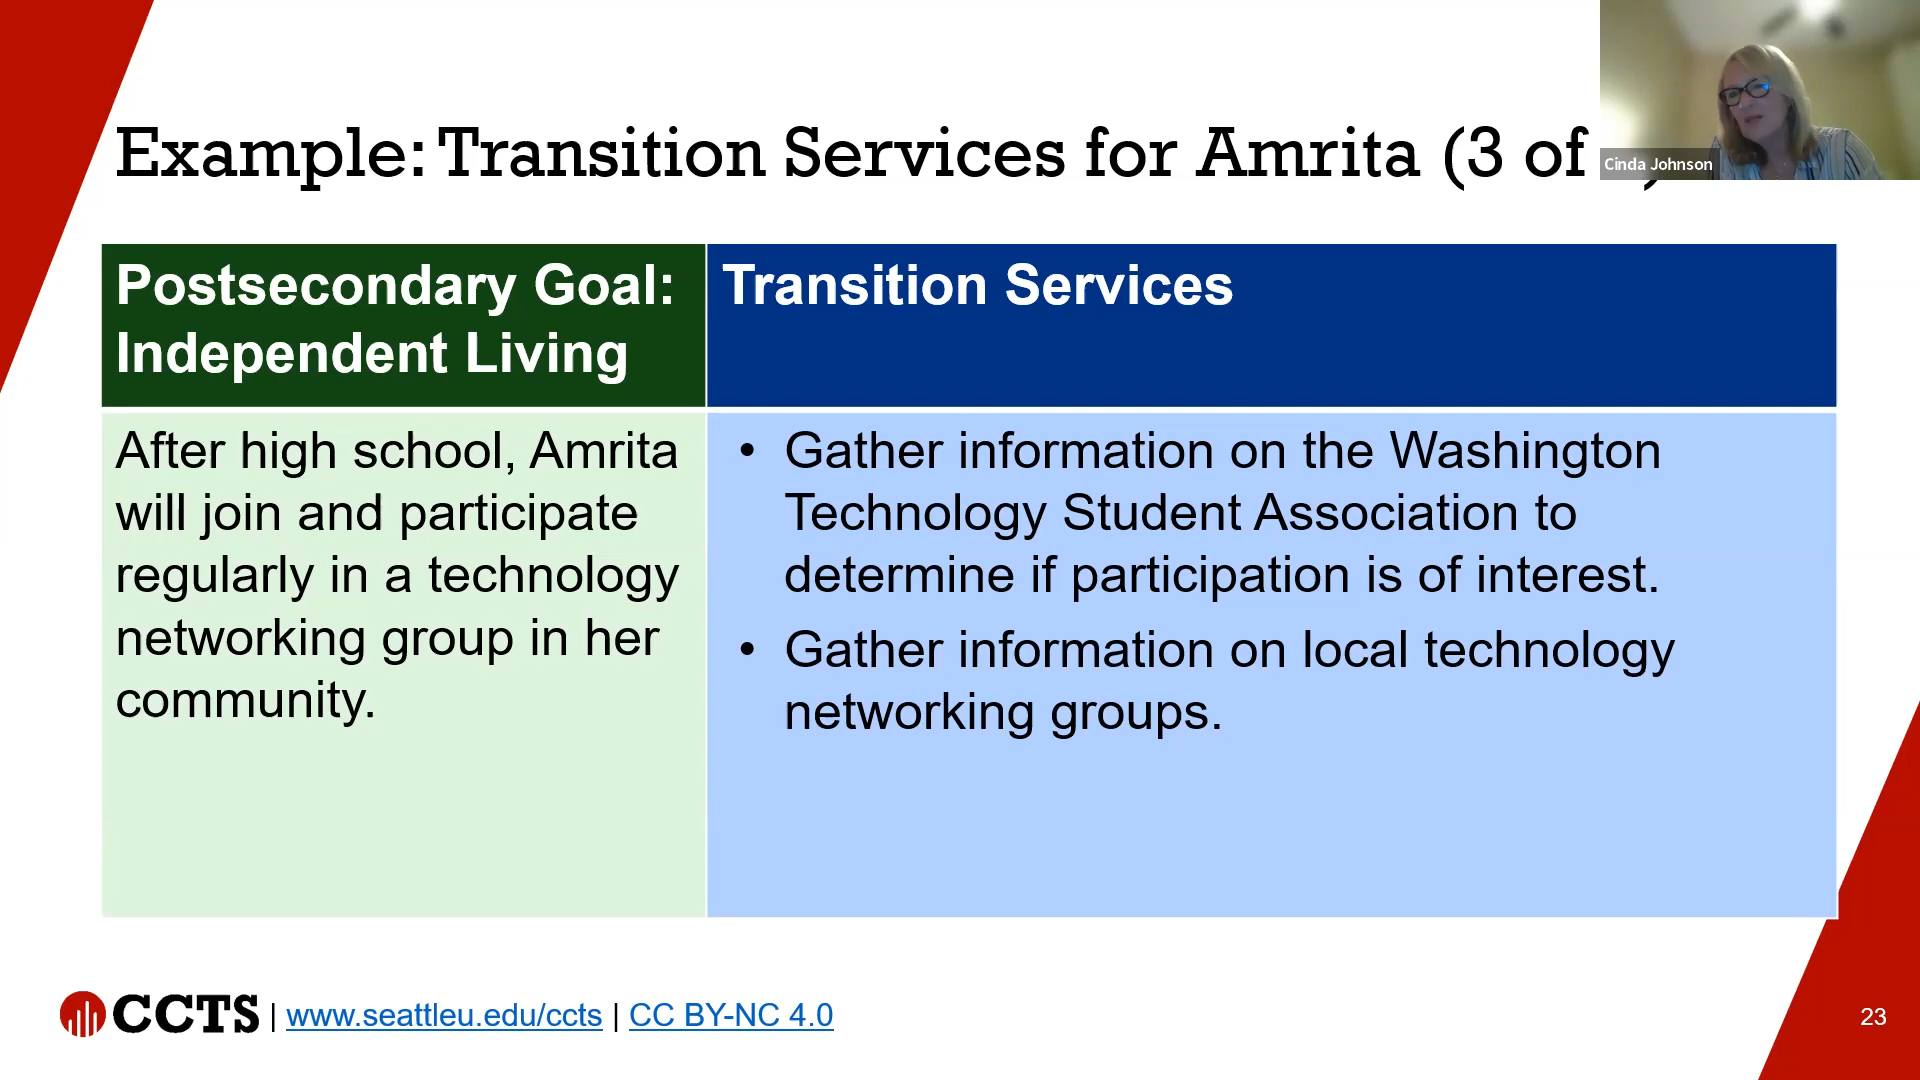 Example: Transition Services for Amrita (3 of
Cinda Johnson
Postsecondary Goal:
Independent Living
Transition Services
After high school, Amrita
will join and participate
regularly in a technology
networking group in her
community.
• Gather information on the Washington
Technology Student Association to
determine if participation is of interest.
• Gather information on local technology
networking groups.
CCTS | www.seattleu.edu/ccts | CC BY-NC 4.0
23